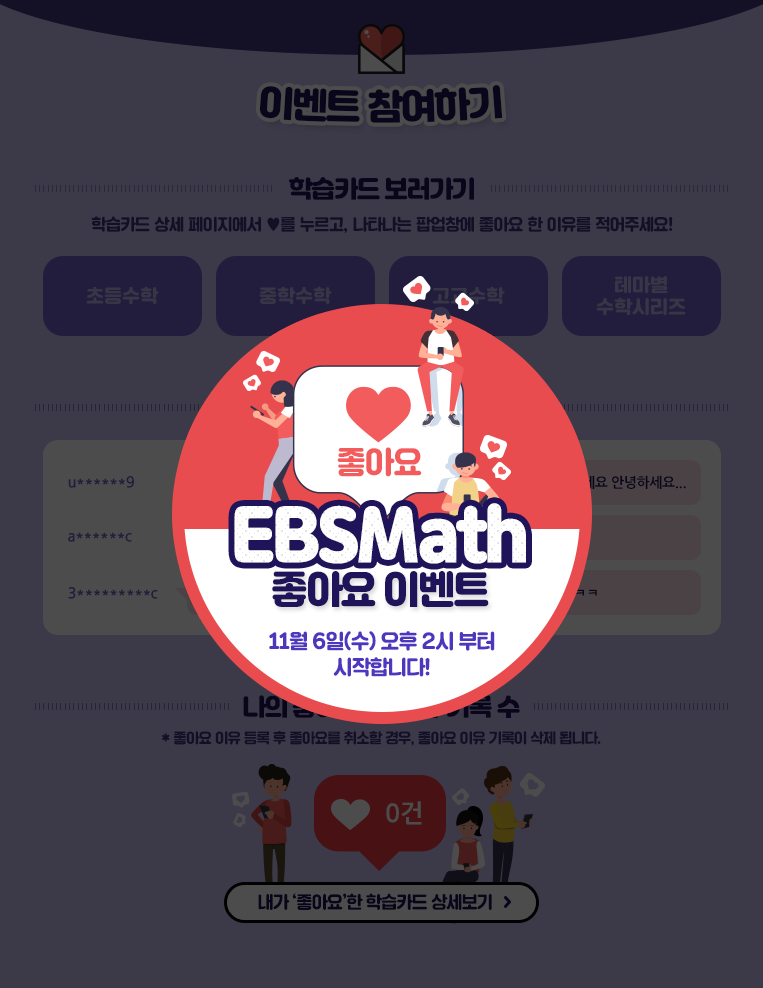 이벤트 참여하기
학습카드 보러가기
학습카드 상세 페이지에서 ♥를 누르고, 나타나는 팝업창에 좋아요 한 이유를 적어주세요!
초등수학
중학수학
고교수학
테마별
수학시리즈
좋아요
u******9
안녕하세요...
a******c
3*********c
ㅋㅋ
EBSMath
좋아요 이벤트
11월 6일(수) 오후 2시 부터
시작합니다!
나의 수
* 좋아요 이유 등록 후 좋아요를 취소할 경우, 좋아요 이유 기록이 삭제 됩니다.
0건
내가 ‘좋아요’한 학습카드 상세보기 >